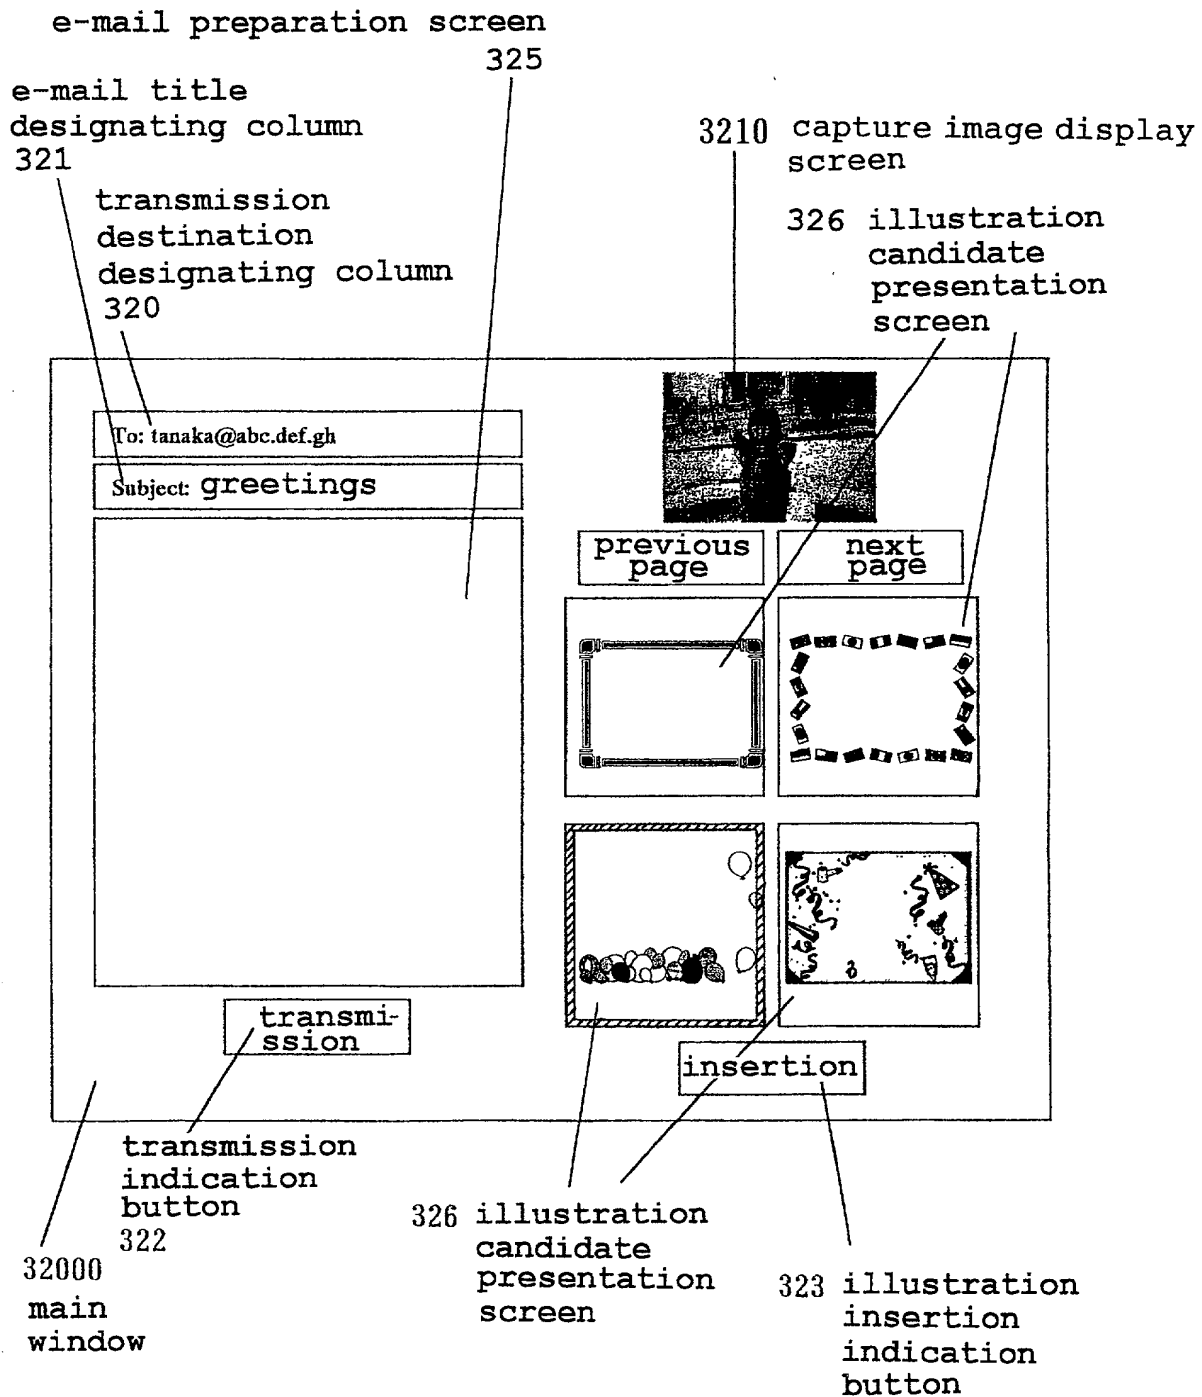 e-mail preparation screen
325
e-mail title
designating column
321
transmission
destination
designating column
320
3210 capture image display
screen
326 illustration
candidate
presentation
screen
To: tanaka@abc.def.gh
Subject: greetings
previous
page
next
page
transmi-
ssion
insertion
transmission
indication
button
322
32000
main
window
326 illustration
candidate
presentation
screen
323 illustration
insertion
indication
button